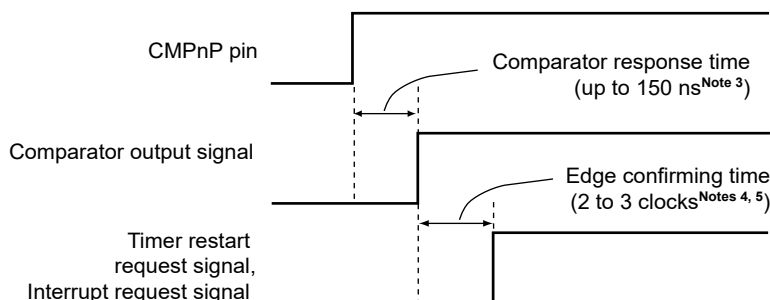 CMPnP pin
Comparator response time
(up to 150 nsNote 3)
Comparator output signal
Edge confirming time
(2 to 3 clocksNotes 4, 5)
Timer restart
request signal,
Interrupt request signal